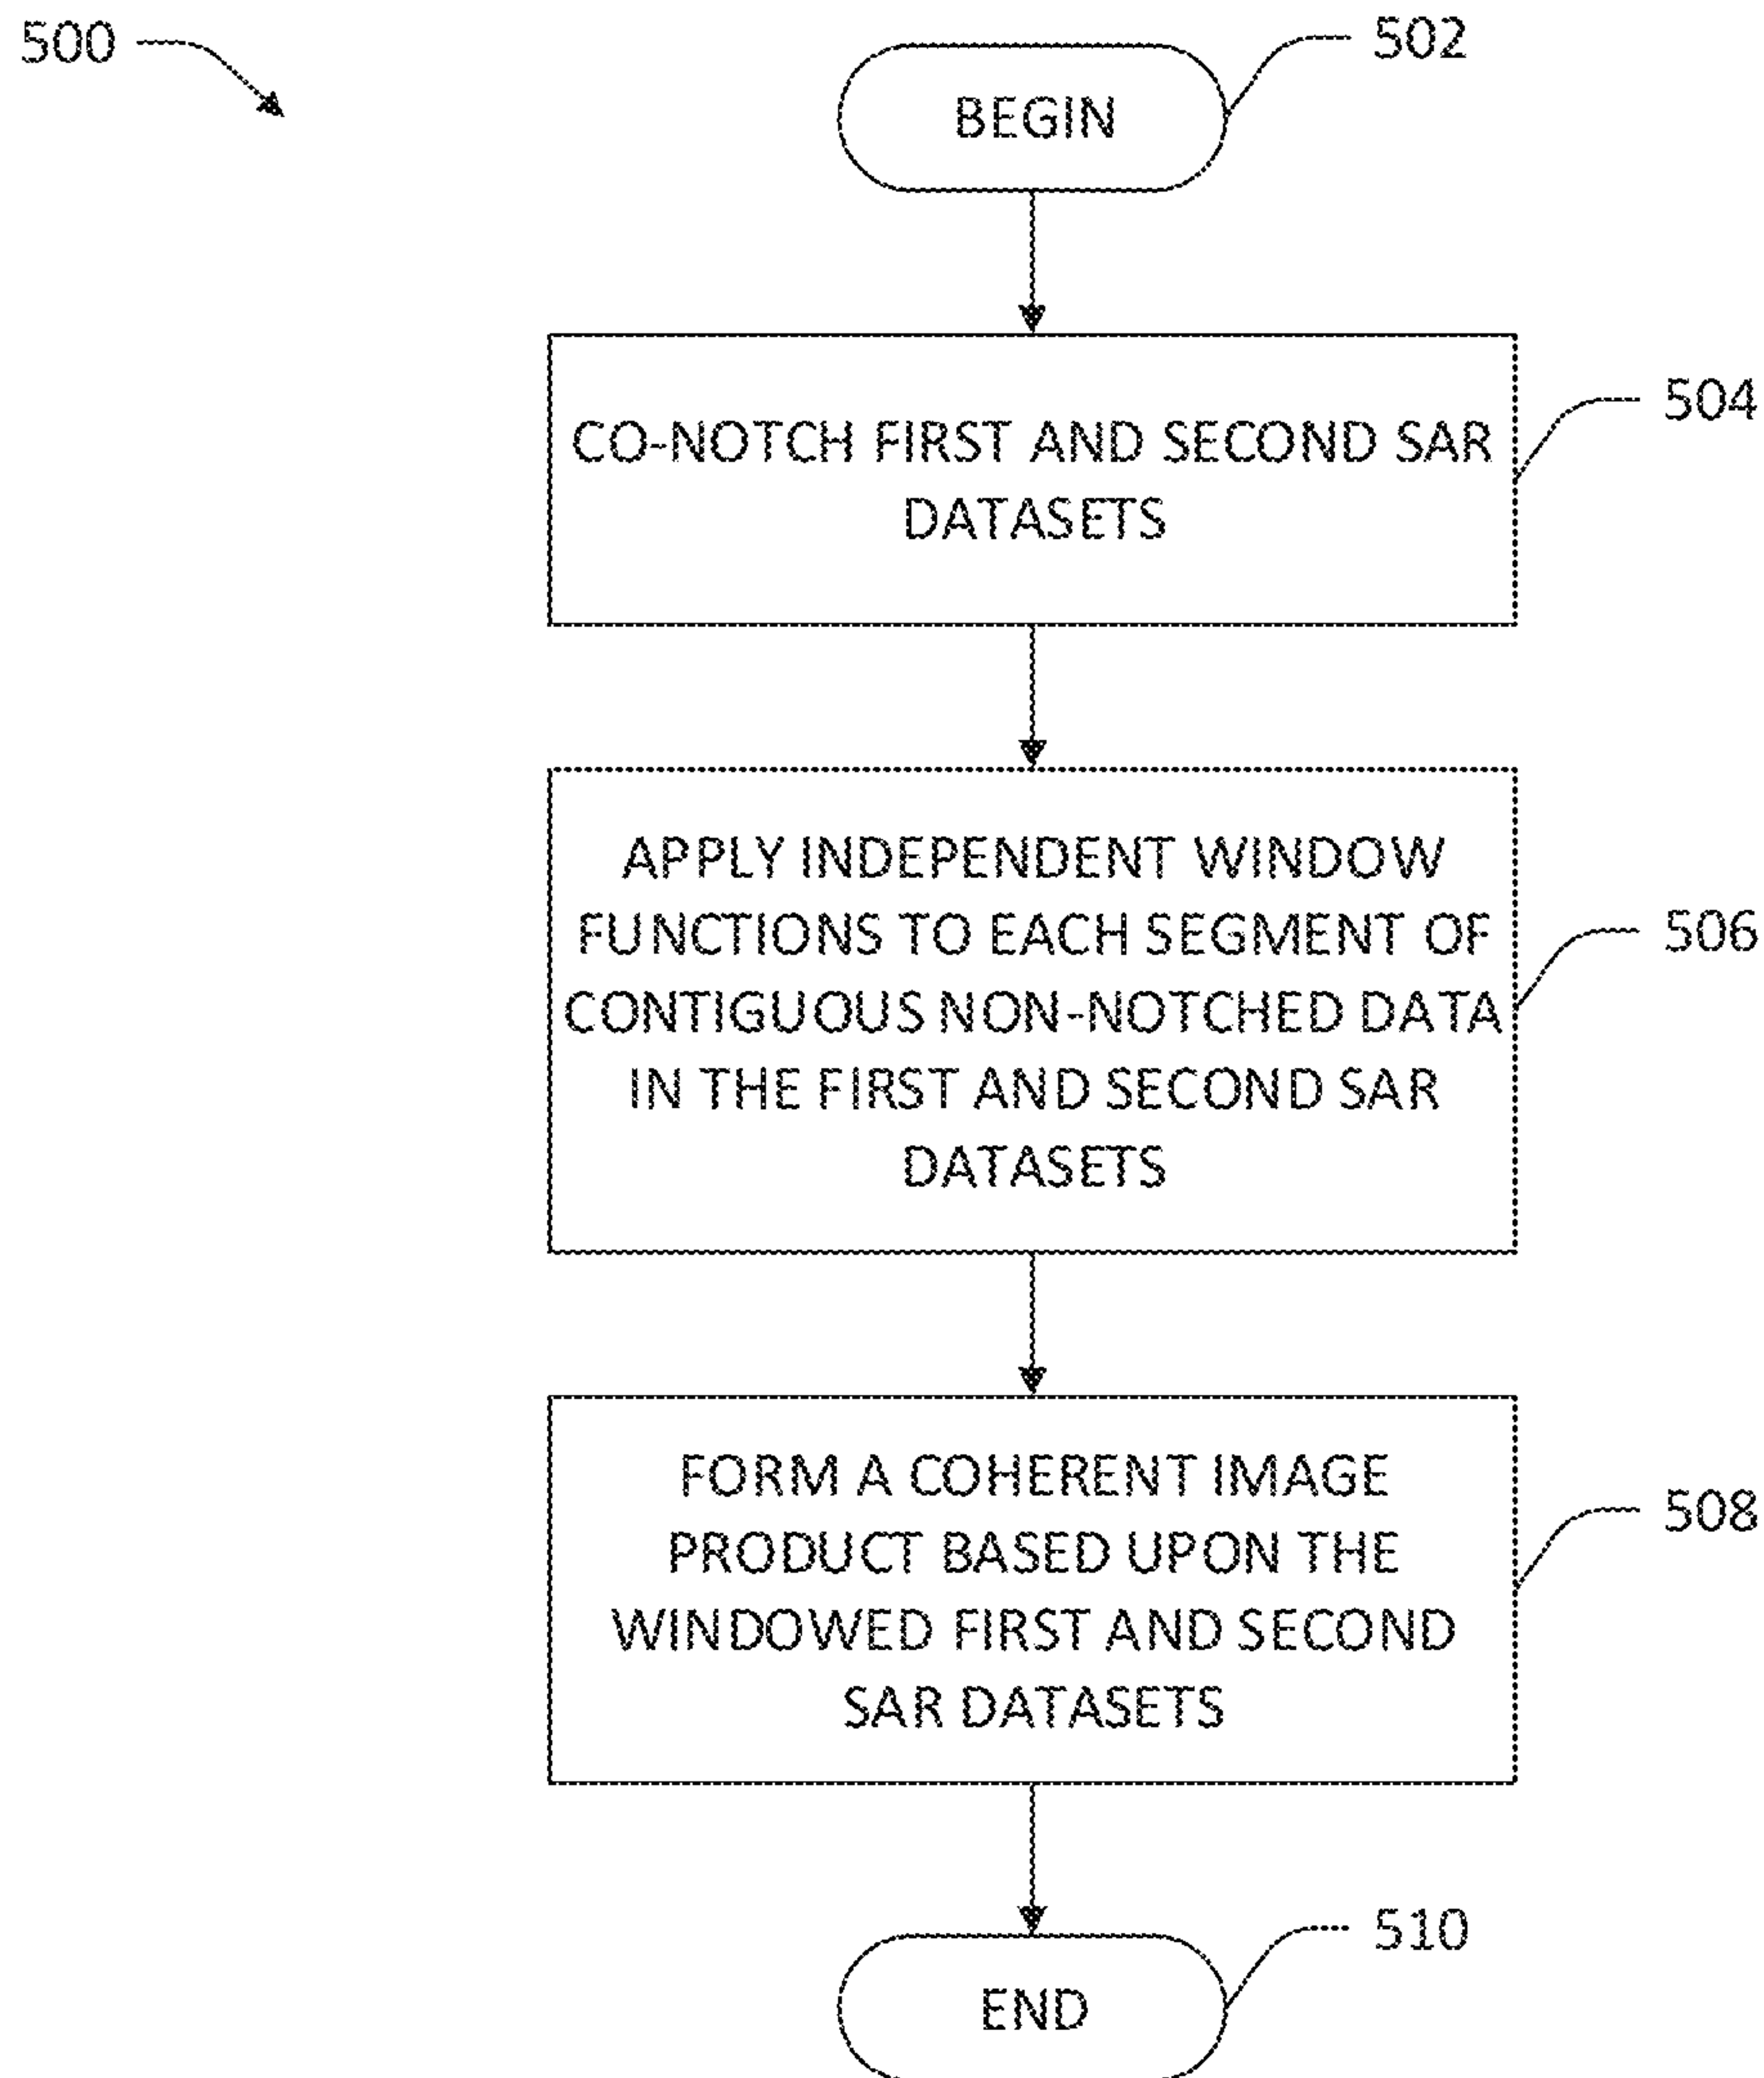 500
502
BEGIN
504
CO-NOTCH FIRST AND SECOND SAR
DATASETS
APPLY INDEPENDENT WINDOW
FUNCTIONS TO EACH SEGMENT OF
506
CONTIGUOUS NON-NOTCHED DATA
IN THE FIRST AND SECOND SAR
DATASETS
FORM A COHERENT IMAGE
508
PRODUCT BASED UPON THE
WINDOWED FIRST AND SECOND
SAR DATASETS
510
END